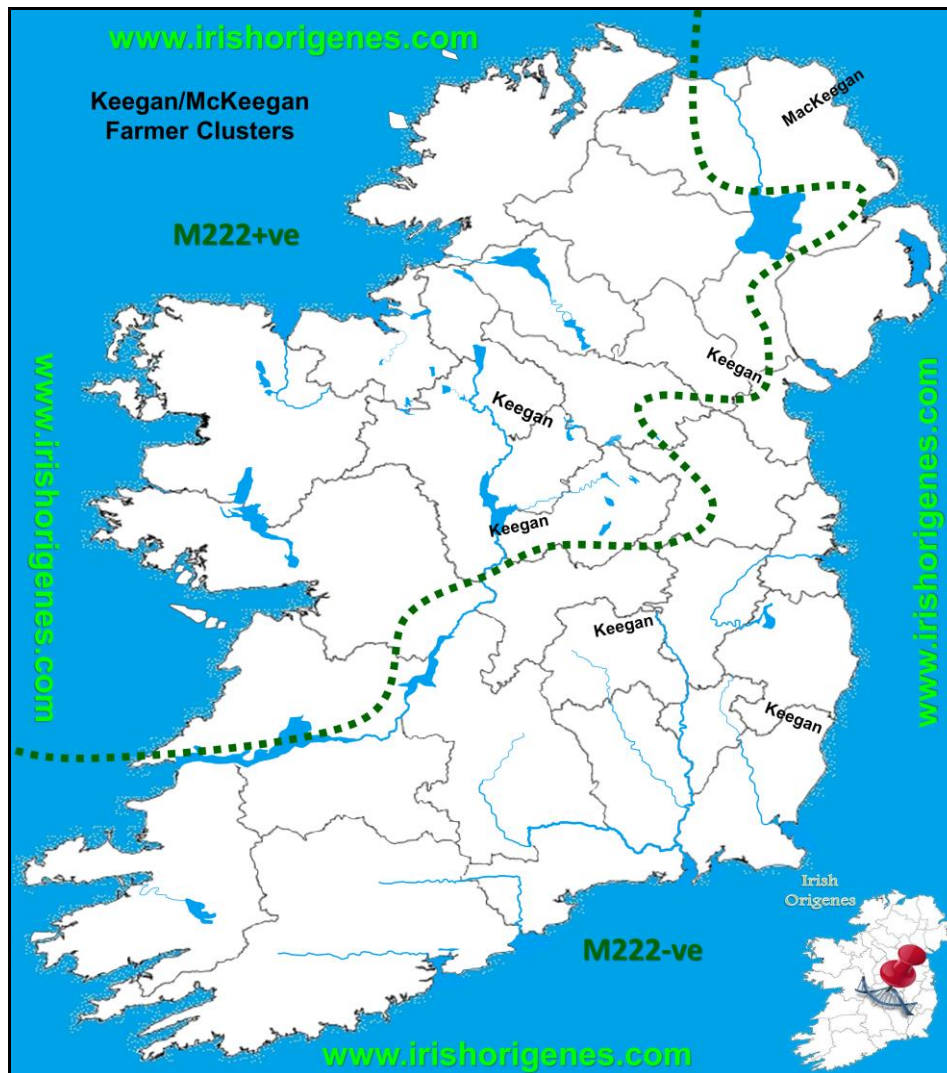 www.irishorigenes.com
Keegan/McKeegan
Farmer Clusters
MacKeegan
M222+ve
Keegan
Keegan
www.irishorigenes.com
www.irishorigenes.com
Keegan
Keegan
Keegan
Irish
Origenes
M222-ve
www.irishorigenes.com